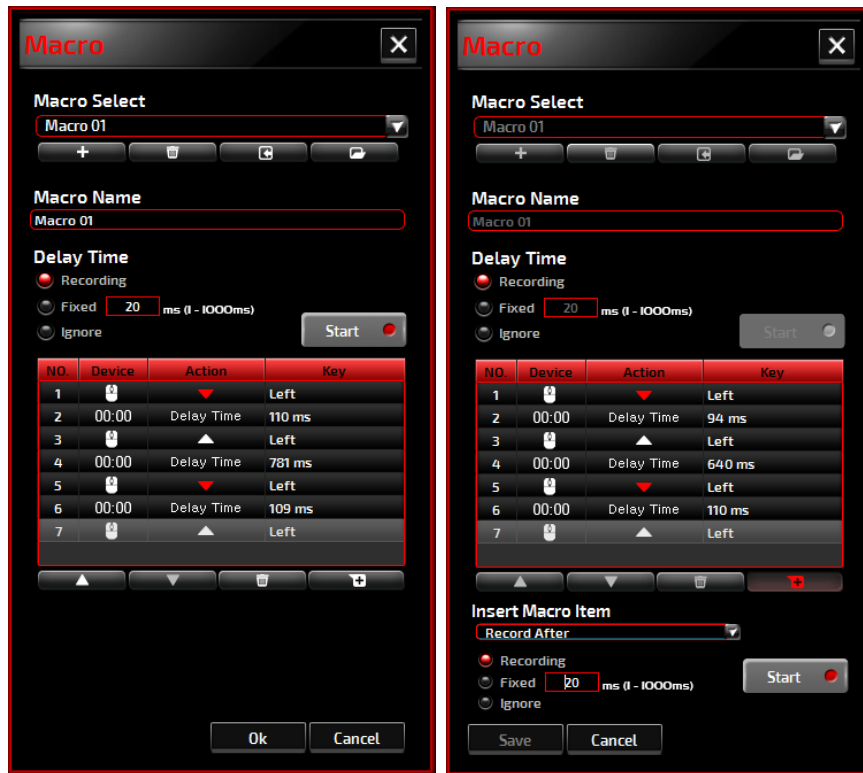 Macro
Macro Select
Macro 01
Macro Name
Macro 01
Delay Time
Recording
Fixed 20 ms (1 - 1000ms)
Ignore
Start
NO. Device Action Key
1 Left
2 00:00 Delay Time 110 ms
3 Left
4 00:00 Delay Time 781 ms
5 Left
6 00:00 Delay Time 109 ms
7 Left
Ok Cancel
Macro
Macro Select
Macro 01
Macro Name
Macro 01
Delay Time
Recording
Fixed 20 ms (1 - 1000ms)
Ignore
Start
NO. Device Action Key
1 Left
2 00:00 Delay Time 94 ms
3 Left
4 00:00 Delay Time 640 ms
5 Left
6 00:00 Delay Time 110 ms
7 Left
Insert Macro Item
Record After
Recording
Fixed 20 ms (1 - 1000ms)
Ignore
Start
Save Cancel